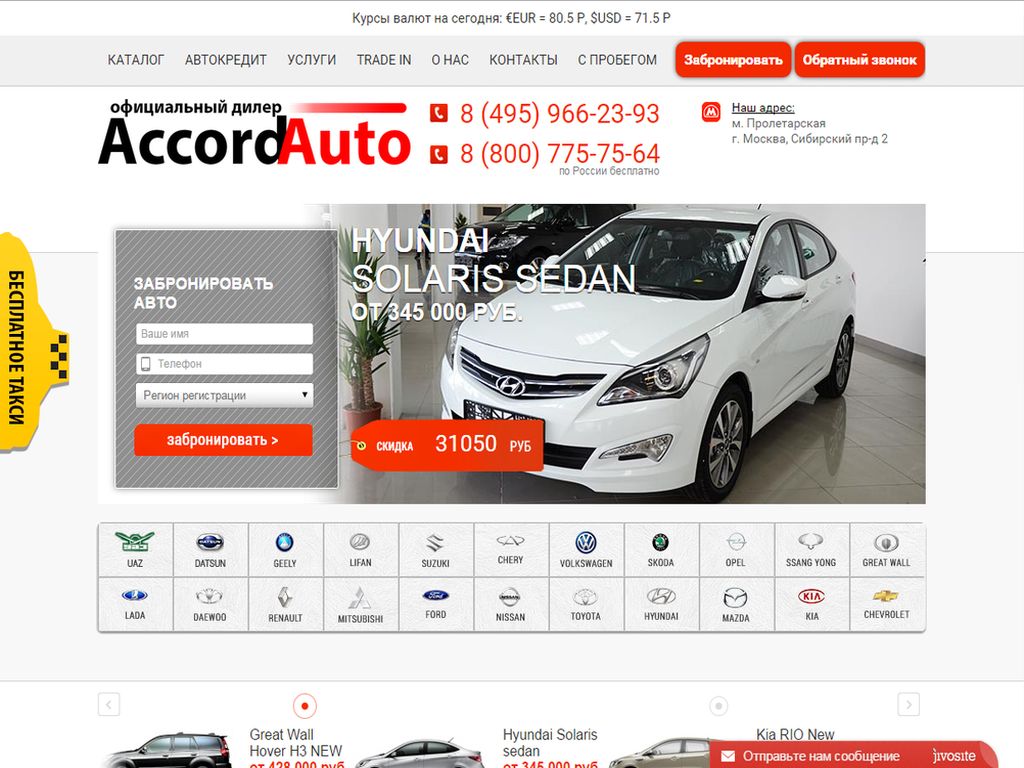 Курсы валют на сегодня: €EUR = 80.5 Р, $USD = 71.5 Р
КАТАЛОГ АВТОКРЕДИТ УСЛУГИ TRADE IN О НАС КОНТАКТЫ С ПРОБЕГОМ Забронировать Обратный звонок
официальный дилер
AccordAuto
8 (495) 966-23-93
8 (800) 775-75-64
по России бесплатно
Наш адрес:
м. Пролетарская
г. Москва, Сибирский пр-д 2
БЕСПЛАТНОЕ ТАКСИ
ЗАБРОНИРОВАТЬ
АВТО
Ваше имя
Телефон
Регион регистрации
забронировать >
HYUNDAI
SOLARIS SEDAN
ОТ 345 000 РУБ.
СКИДКА 31050 РУБ
UAZ DATSUN GEELY LIFAN SUZUKI CHERY VOLKSWAGEN SKODA OPEL SSANG YONG GREAT WALL
LADA DAEWOO RENAULT MITSUBISHI FORD NISSAN TOYOTA HYUNDAI MAZDA KIA CHEVROLET
Great Wall
Hover H3 NEW
от 428 000 руб
Hyundai Solaris
sedan
от 345 000 руб
Kia RIO New
Отправьте нам сообщение jivosite